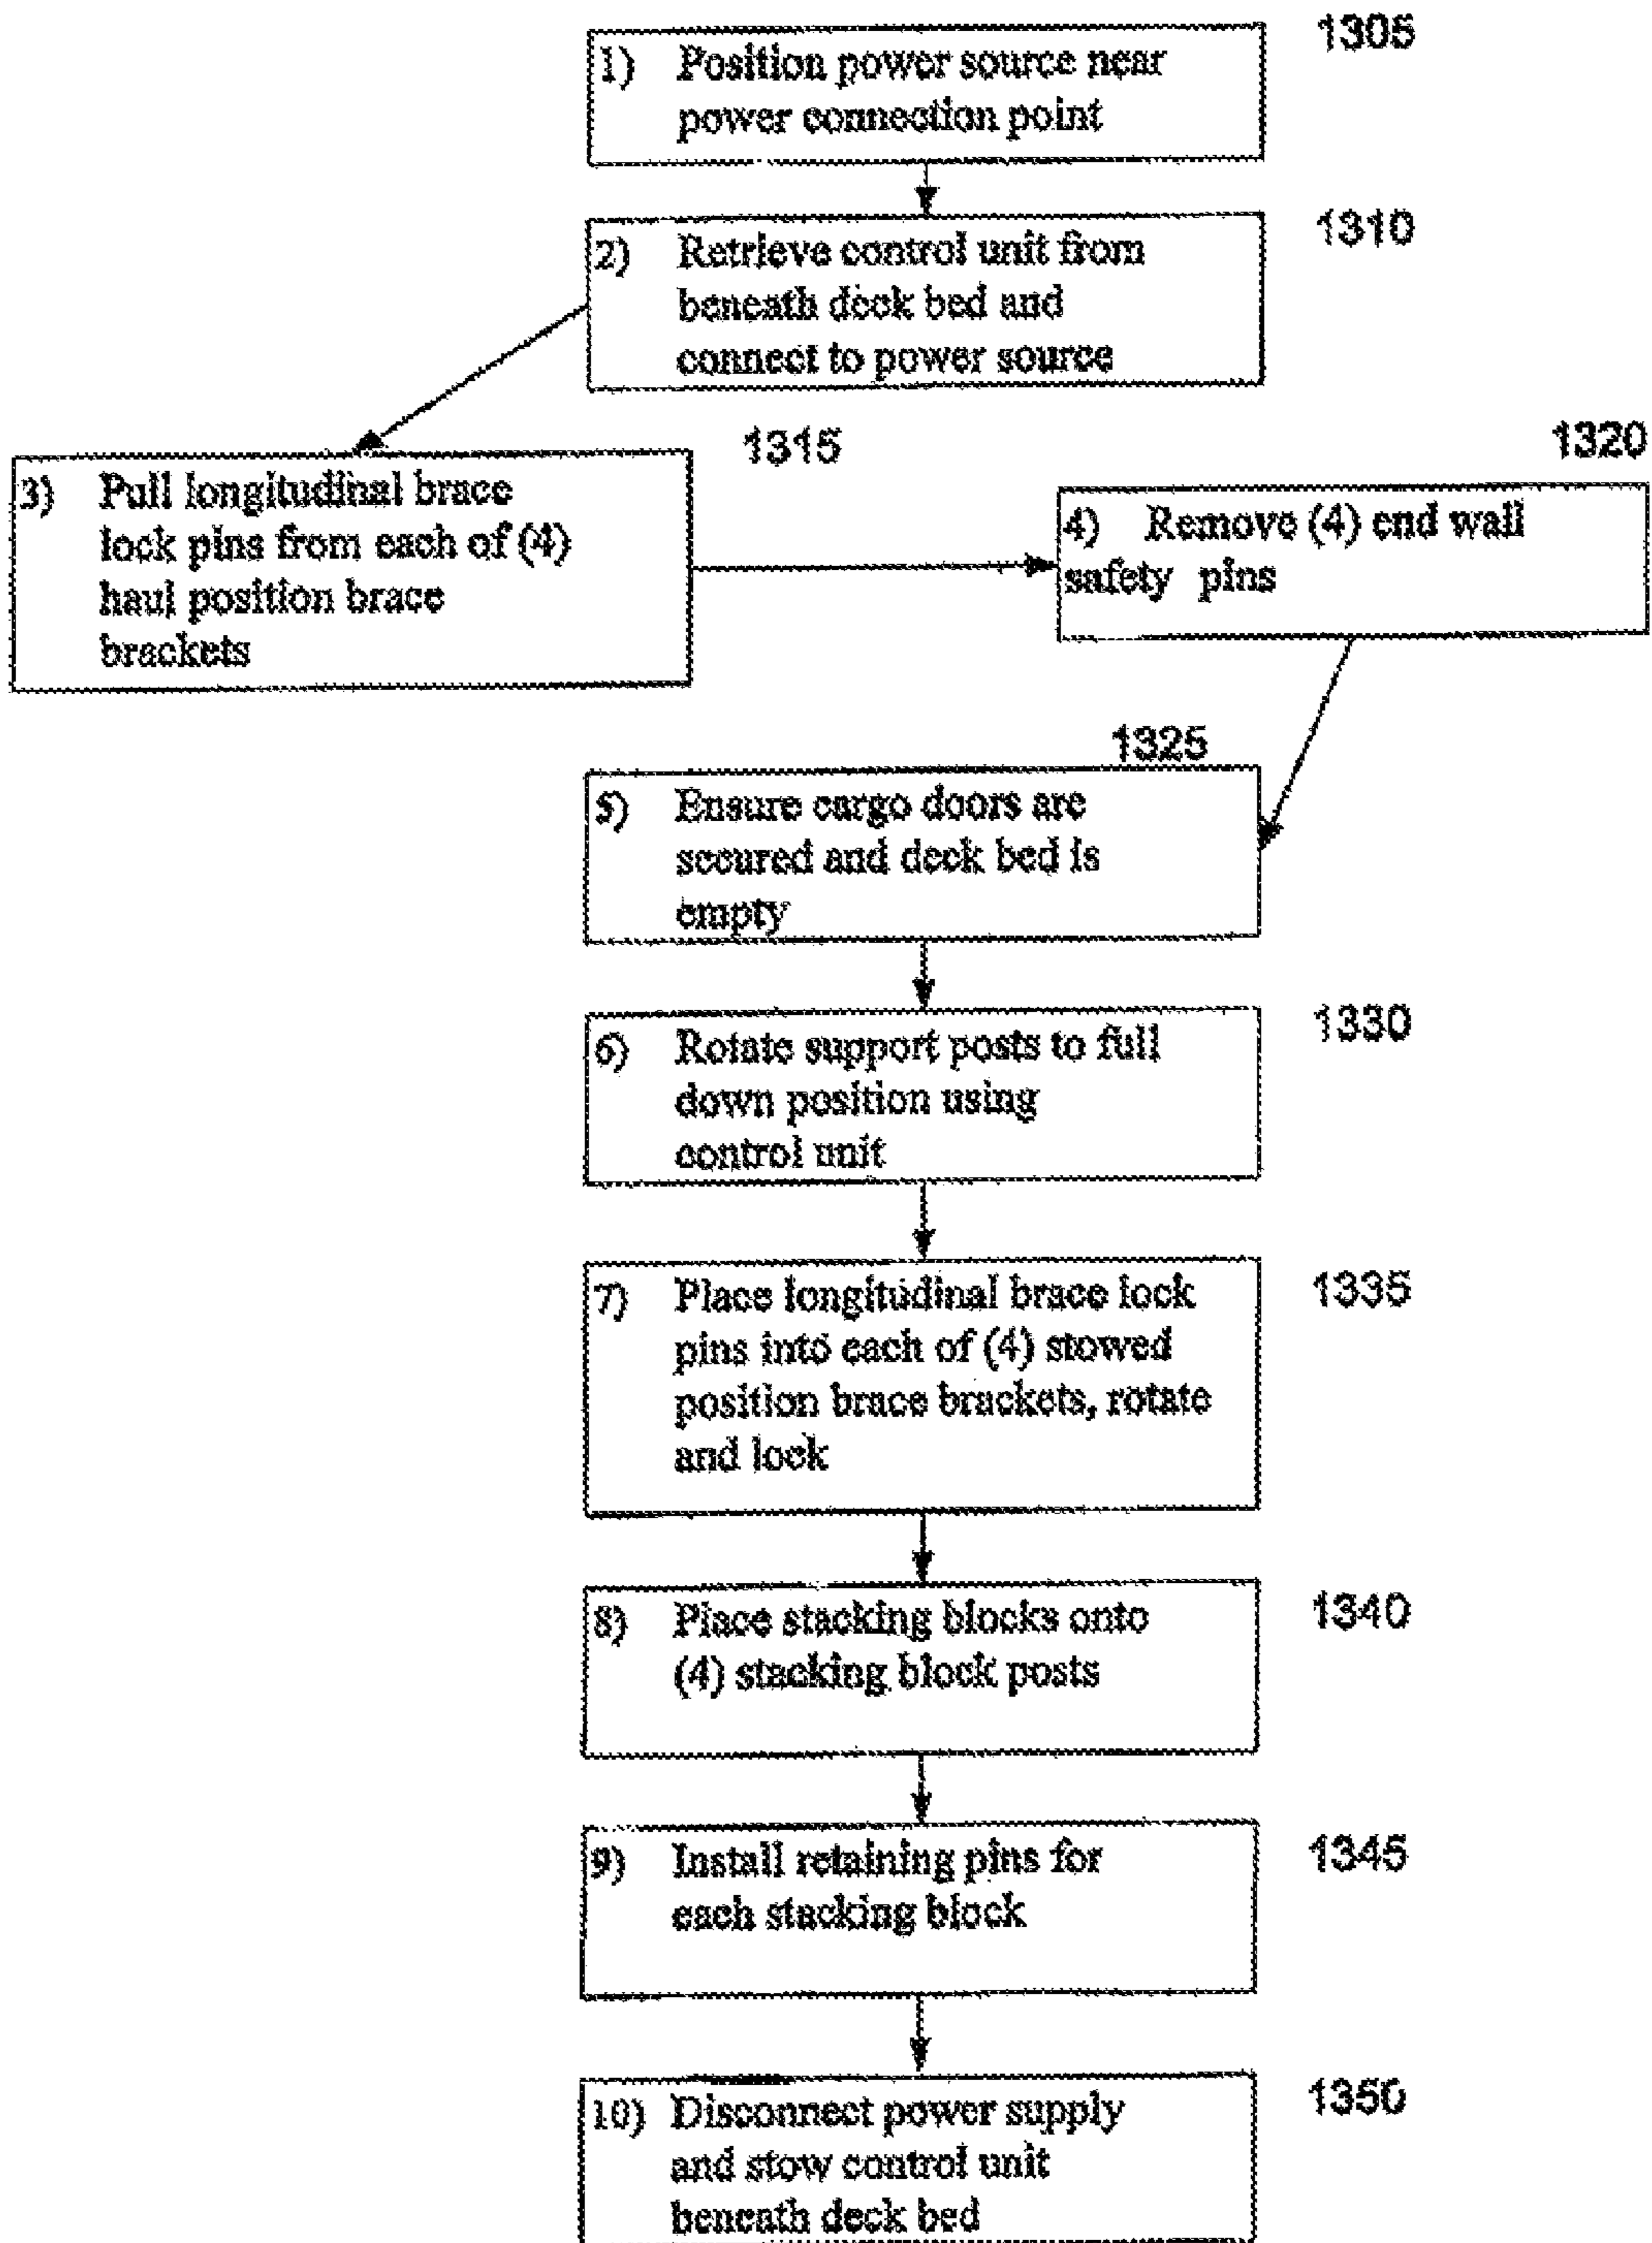 1305
1) Position power source near
power connection point
1310
2) Retrieve control unit from
beneath deck bed and
connect to power source
1315
3) Pull longitudinal brace
lock pins from each of (4)
haul position brace
brackets
1320
4) Remove (4) end wall
safety pins
1325
5) Ensure cargo doors are
secured and deck bed is
empty
1330
6) Rotate support posts to full
down position using
control unit
1335
7) Place longitudinal brace lock
pins into each of (4) stowed
position brace brackets, rotate
and lock
1340
8) Place stacking blocks onto
(4) stacking block posts
1345
9) Install retaining pins for
each stacking block
1350
10) Disconnect power supply
and stow control unit
beneath deck bed